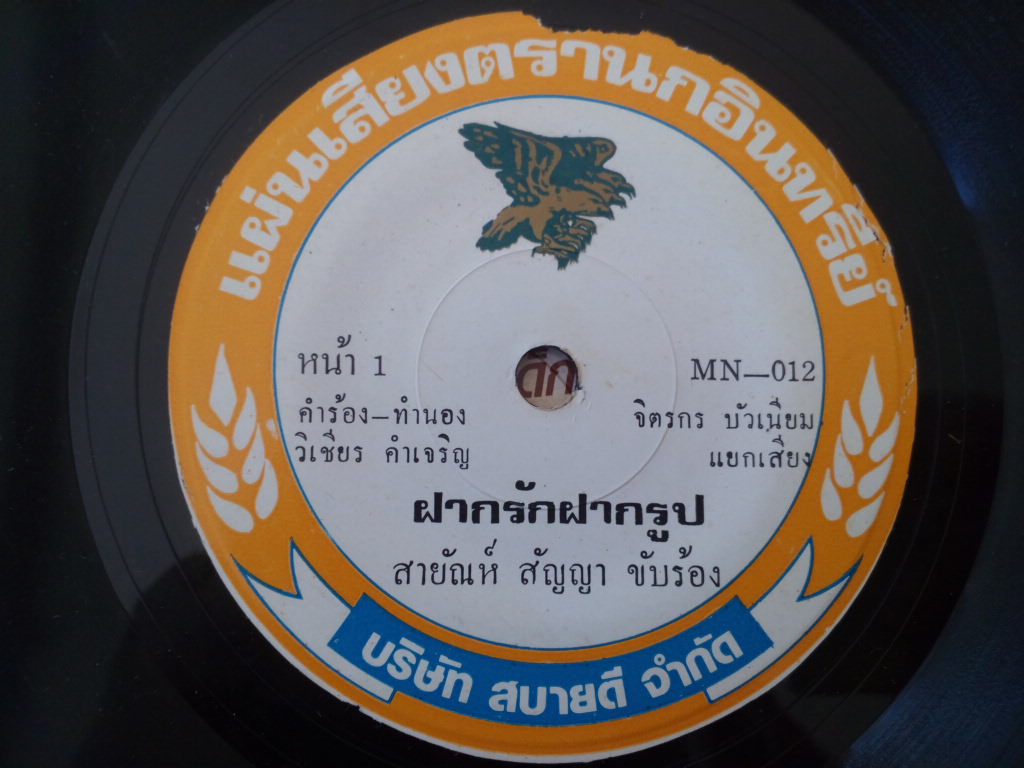 แผ่นเสียงตรานกอินทรีย์
หน้า 1
MN—012
คำร้อง—ทำนอง
จิตรกร บัวเนียม
วิเชียร คำเจริญ
แยกเสียง
ฝากรักฝากรูป
สายัณห์ สัญญา ขับร้อง
บริษัท สบายดี จำกัด